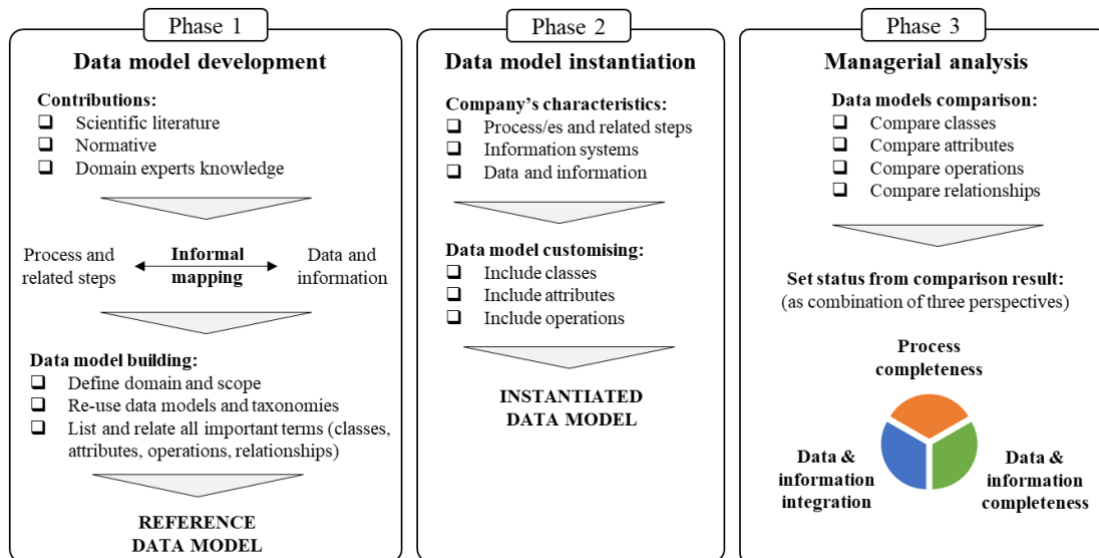 Phase 1
Data model development
Contributions:
❑ Scientific literature
❑ Normative
❑ Domain experts knowledge
Process and
related steps
Informal
mapping
Data and
information
Data model building:
❑ Define domain and scope
❑ Re-use data models and taxonomies
❑ List and relate all important terms (classes,
attributes, operations, relationships)
REFERENCE
DATA MODEL
Phase 2
Data model instantiation
Company's characteristics:
❑ Process/es and related steps
❑ Information systems
❑ Data and information
Data model customising:
❑ Include classes
❑ Include attributes
❑ Include operations
INSTANTIATED
DATA MODEL
Phase 3
Managerial analysis
Data models comparison:
❑ Compare classes
❑ Compare attributes
❑ Compare operations
❑ Compare relationships
Set status from comparison result:
(as combination of three perspectives)
Process
completeness
Data &
information
integration
Data &
information
completeness